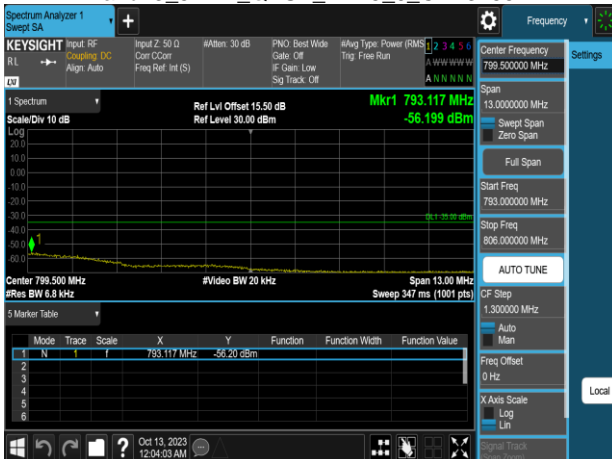 Spectrum Analyzer 1
Swept SA
+
Frequency
KEYSIGHT
RL
LXI
Input: RF
Coupling: DC
Align: Auto
Input Z: 50 Ω
Corr CCorr
Freq Ref: Int (S)
#Atten: 30 dB
PNO: Best Wide
Gate: Off
IF Gain: Low
Sig Track: Off
#Avg Type: Power (RMS
Trig: Free Run
1 2 3 4 5 6
A W W W W W
A N N N N N
1 Spectrum
Scale/Div 10 dB
Ref Lvl Offset 15.50 dB
Ref Level 30.00 dBm
Mkr1 793.117 MHz
-56.199 dBm
Log
20.0
10.0
0.00
-10.0
-20.0
-30.0
-40.0
-50.0
-60.0
DL1 -35.00 dBm
1
Center 799.500 MHz
#Video BW 20 kHz
Span 13.00 MHz
#Res BW 6.8 kHz
Sweep 347 ms (1001 pts)
5 Marker Table
Mode Trace Scale X Y Function Function Width Function Value
1 N 1 f 793.117 MHz -56.20 dBm
2
3
4
5
6
Oct 13, 2023
12:04:03 AM
Center Frequency
799.500000 MHz
Settings
Span
13.0000000 MHz
Swept Span
Zero Span
Full Span
Start Freq
793.000000 MHz
Stop Freq
806.000000 MHz
AUTO TUNE
CF Step
1.300000 MHz
Auto
Man
Freq Offset
0 Hz
Local
X Axis Scale
Log
Lin
Signal Track
(Span Zoom)